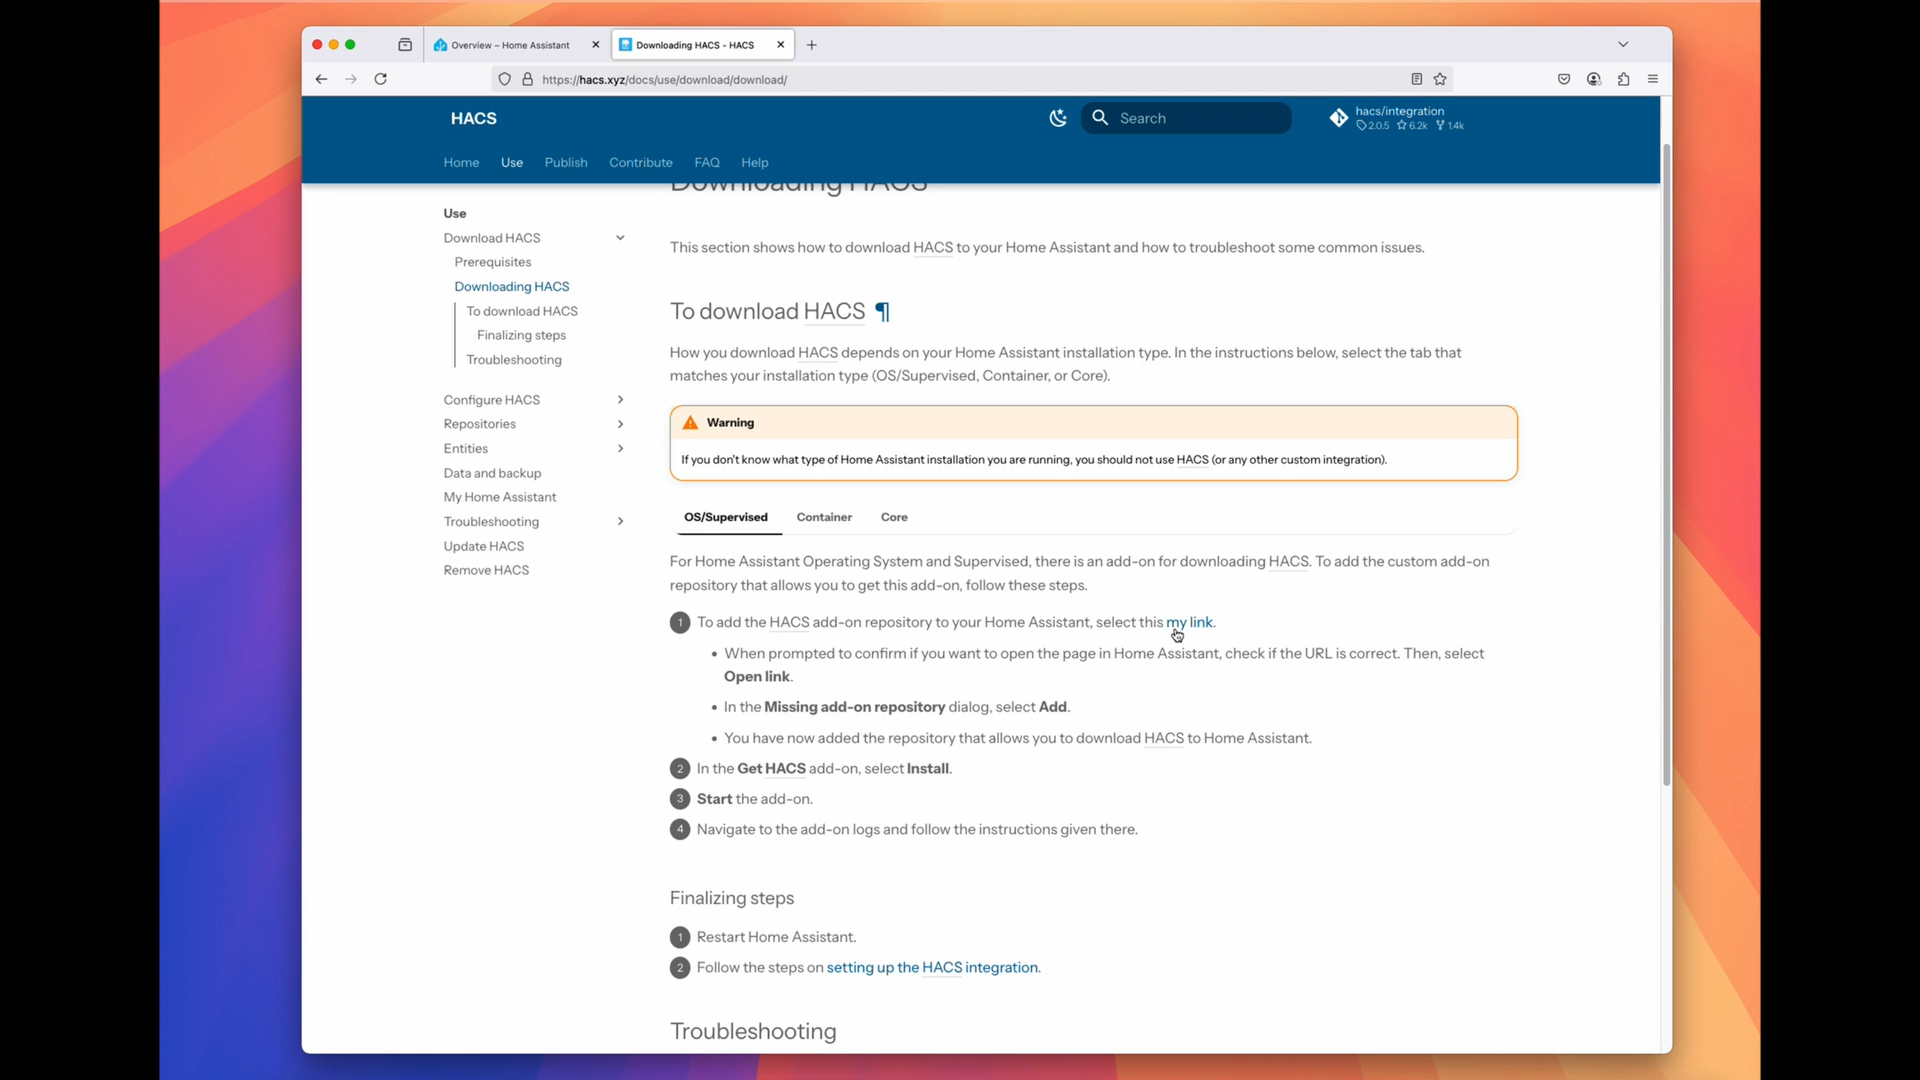 Overview – Home Assistant
Downloading HACS - HACS
https://hacs.xyz/docs/use/download/download/
HACS
Search
hacs/integration
2.0.5 6.2k 1.4k
Home Use Publish Contribute FAQ Help
Downloading HACS
Use
Download HACS
Prerequisites
Downloading HACS
To download HACS
Finalizing steps
Troubleshooting
Configure HACS
Repositories
Entities
Data and backup
My Home Assistant
Troubleshooting
Update HACS
Remove HACS
This section shows how to download HACS to your Home Assistant and how to troubleshoot some common issues.
To download HACS ¶
How you download HACS depends on your Home Assistant installation type. In the instructions below, select the tab that
matches your installation type (OS/Supervised, Container, or Core).
Warning
If you don't know what type of Home Assistant installation you are running, you should not use HACS (or any other custom integration).
OS/Supervised Container Core
For Home Assistant Operating System and Supervised, there is an add-on for downloading HACS. To add the custom add-on
repository that allows you to get this add-on, follow these steps.
1 To add the HACS add-on repository to your Home Assistant, select this my link.
• When prompted to confirm if you want to open the page in Home Assistant, check if the URL is correct. Then, select
Open link.
• In the Missing add-on repository dialog, select Add.
• You have now added the repository that allows you to download HACS to Home Assistant.
2 In the Get HACS add-on, select Install.
3 Start the add-on.
4 Navigate to the add-on logs and follow the instructions given there.
Finalizing steps
1 Restart Home Assistant.
2 Follow the steps on setting up the HACS integration.
Troubleshooting